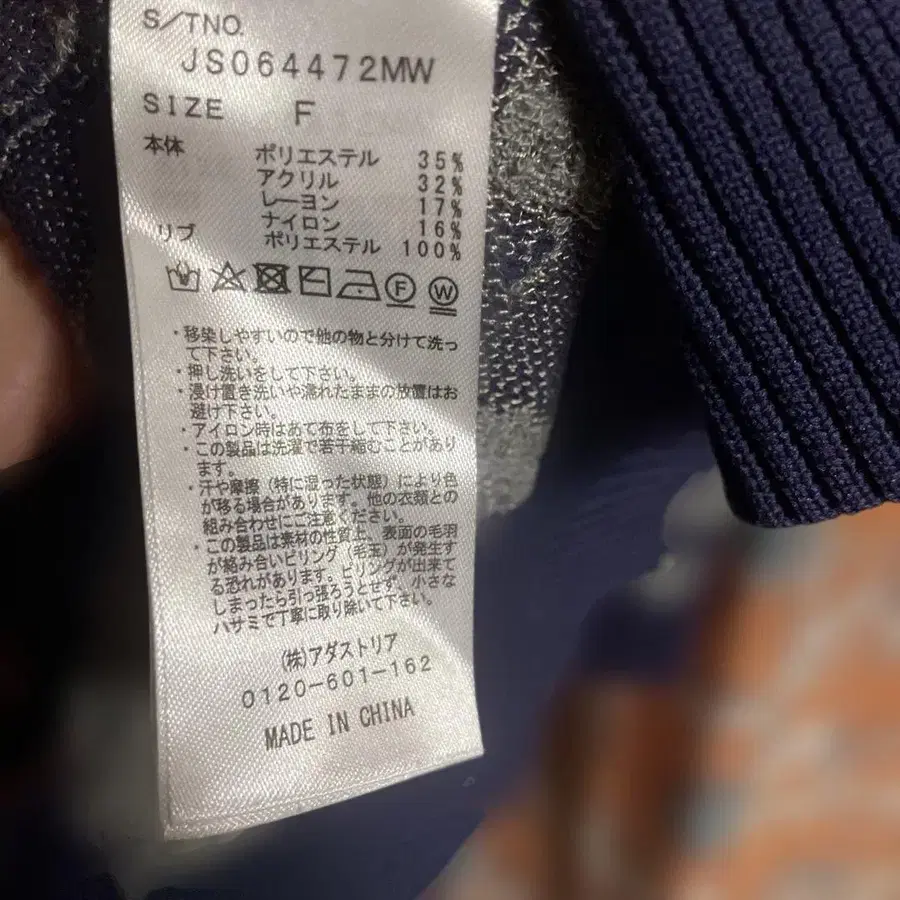 S/TNO.
JS064472MW
SIZE F
本体 ポリエステル 35%
アクリル 32%
レーヨン 17%
ナイロン 16%
リブ ポリエステル 100%
F W
・移染しやすいので他の物と分けて洗っ
て下さい。
・押し洗いをして下さい。
・浸け置き洗いや濡れたままの放置はお
避け下さい。
・アイロン時はあて布をして下さい。
・この製品は洗濯で若干縮むことがあり
ます。
・汗や摩擦(特に湿った状態)により色
が移る場合があります。他の衣類との
組み合わせにご注意ください。
・この製品は素材の性質上、表面の毛羽
が絡み合いピリング(毛玉)が発生す
る恐れがあります。ピリングが出来て
しまったら引っ張ろうとせず、小さな
ハサミで丁寧に取り除いて下さい。
(株)アダストリア
0120-601-162
MADE IN CHINA